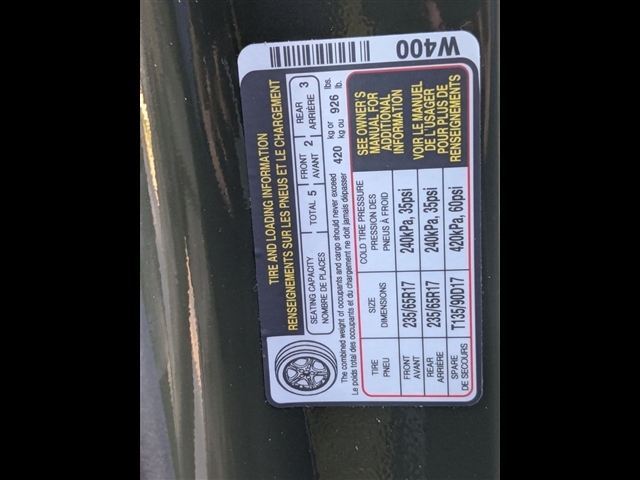 TIRE AND LOADING INFORMATION
RENSEIGNEMENTS SUR LES PNEUS ET LE CHARGEMENT
SEATING CAPACITY
NOMBRE DE PLACES
TOTAL 5
FRONT
AVANT
2
REAR
ARRIÈRE
3
The combined weight of occupants and cargo should never exceed
Le poids total des occupants et du chargement ne doit jamais dépasser
420
kg or
kg ou
926
lbs.
lb.
TIRE
PNEU
SIZE
DIMENSIONS
COLD TIRE PRESSURE
PRESSION DES
PNEUS À FROID
FRONT
AVANT
235/65R17
240kPa, 35psi
REAR
ARRIÈRE
235/65R17
240kPa, 35psi
SPARE
DE SECOURS
T135/90D17
420kPa, 60psi
SEE OWNER'S
MANUAL FOR
ADDITIONAL
INFORMATION
VOIR LE MANUEL
DE L'USAGER
POUR PLUS DE
RENSEIGNEMENTS
W400